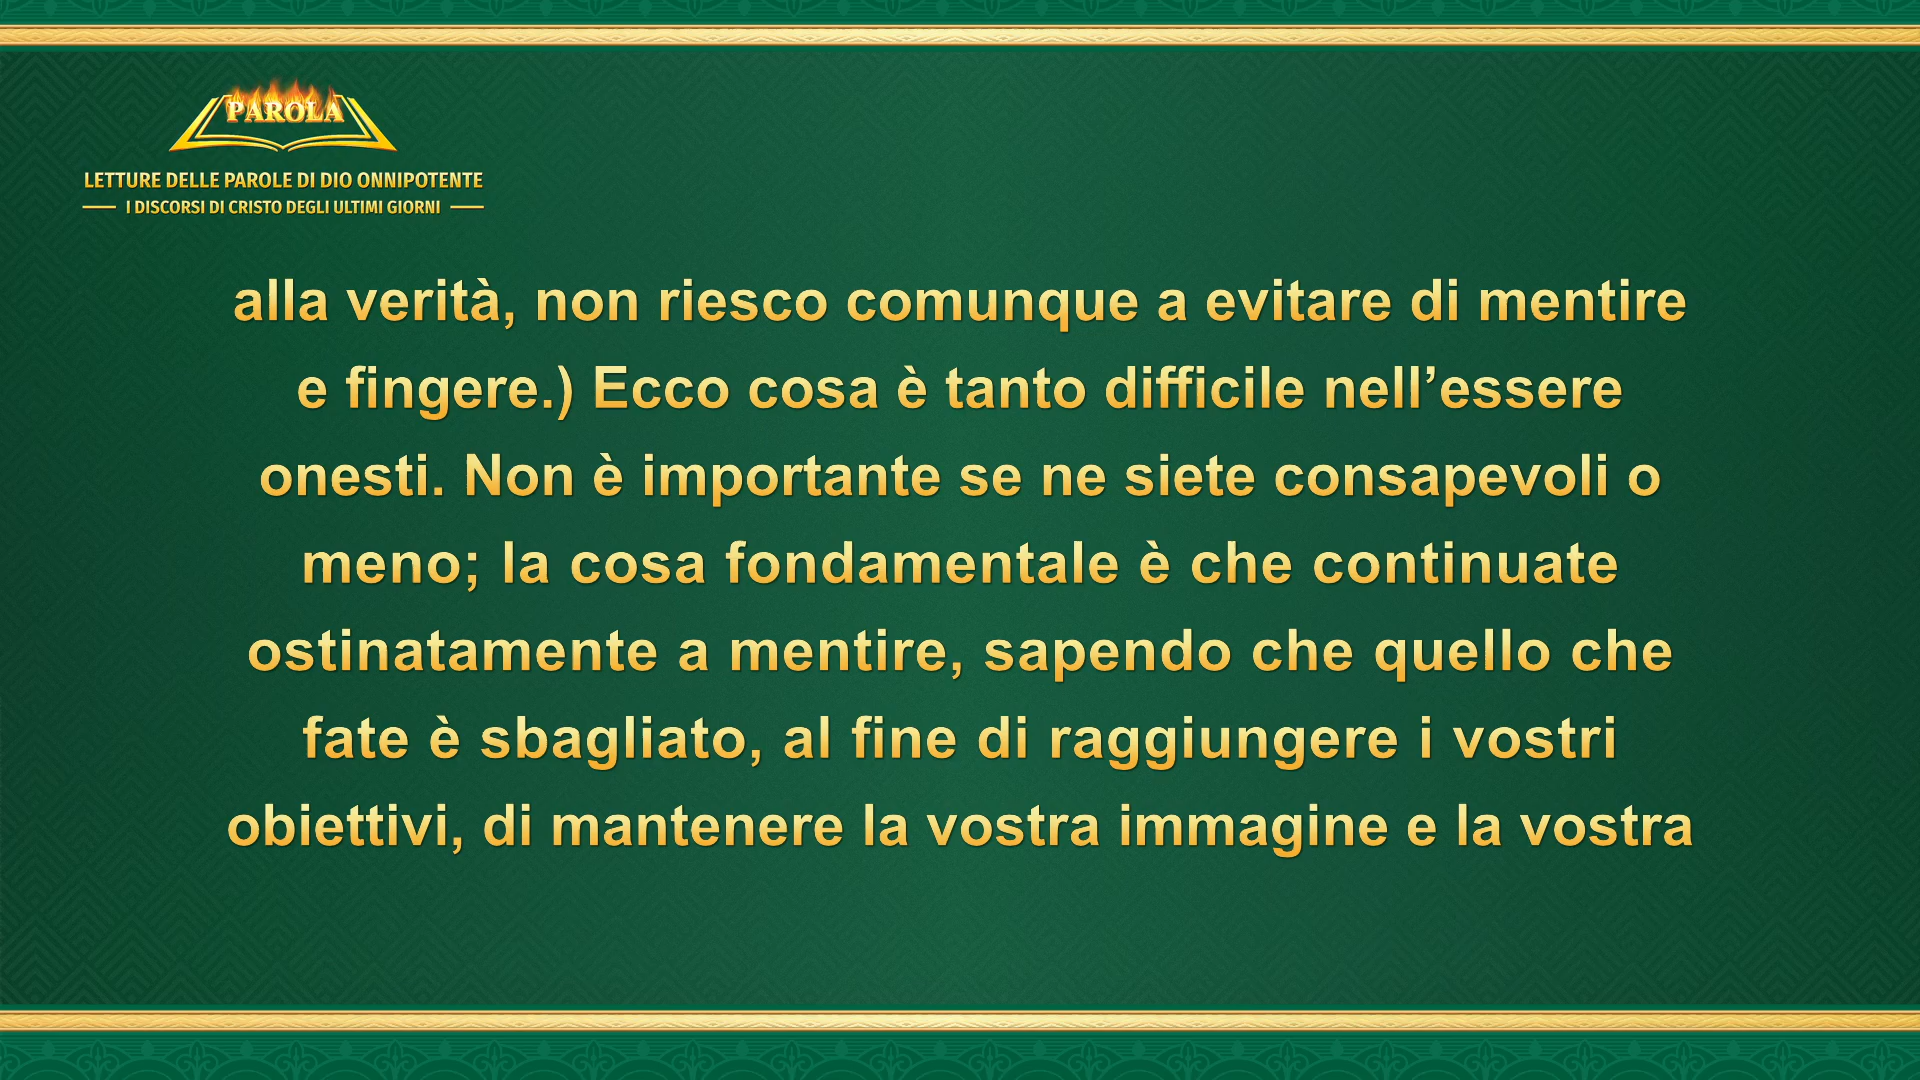 PAROLA
LETTURE DELLE PAROLE DI DIO ONNIPOTENTE
I DISCORSI DI CRISTO DEGLI ULTIMI GIORNI
alla verità, non riesco comunque a evitare di mentire
e fingere.) Ecco cosa è tanto difficile nell’essere
onesti. Non è importante se ne siete consapevoli o
meno; la cosa fondamentale è che continuate
ostinatamente a mentire, sapendo che quello che
fate è sbagliato, al fine di raggiungere i vostri
obiettivi, di mantenere la vostra immagine e la vostra